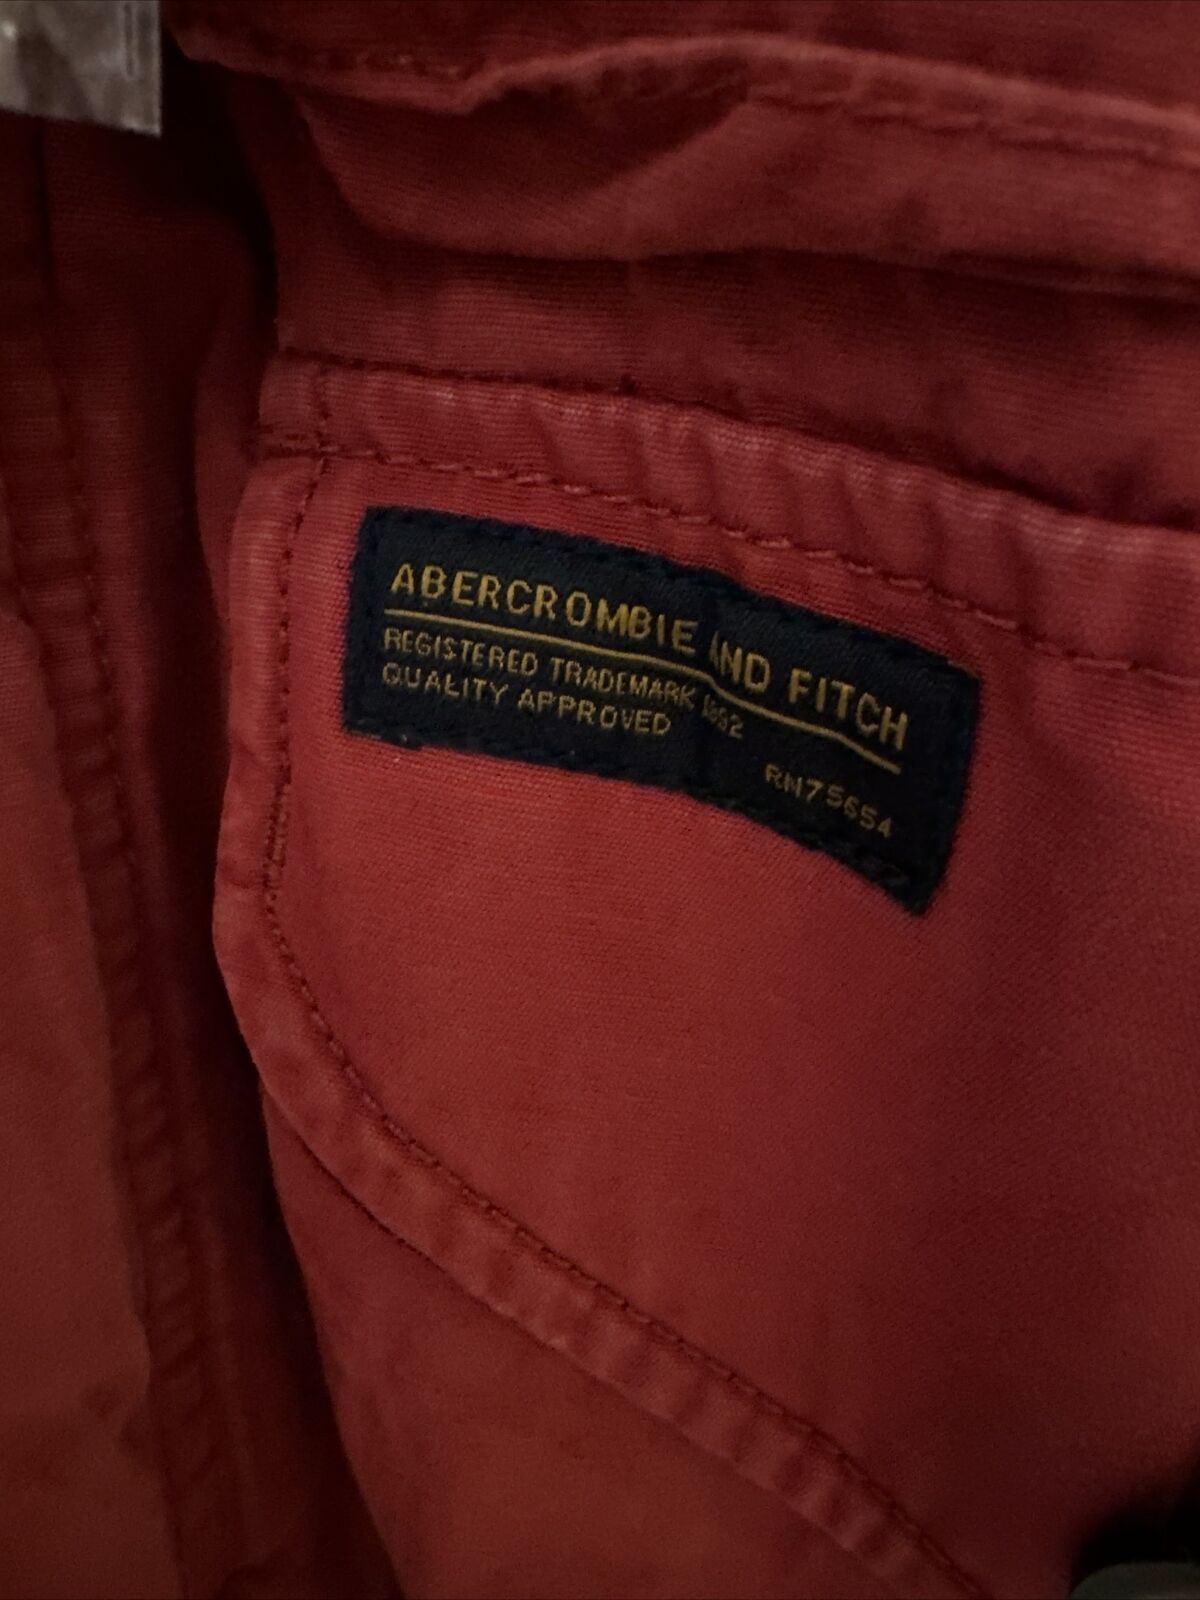 ABERCROMBIE AND FITCH
REGISTERED TRADEMARK 1892
QUALITY APPROVED
RN75654